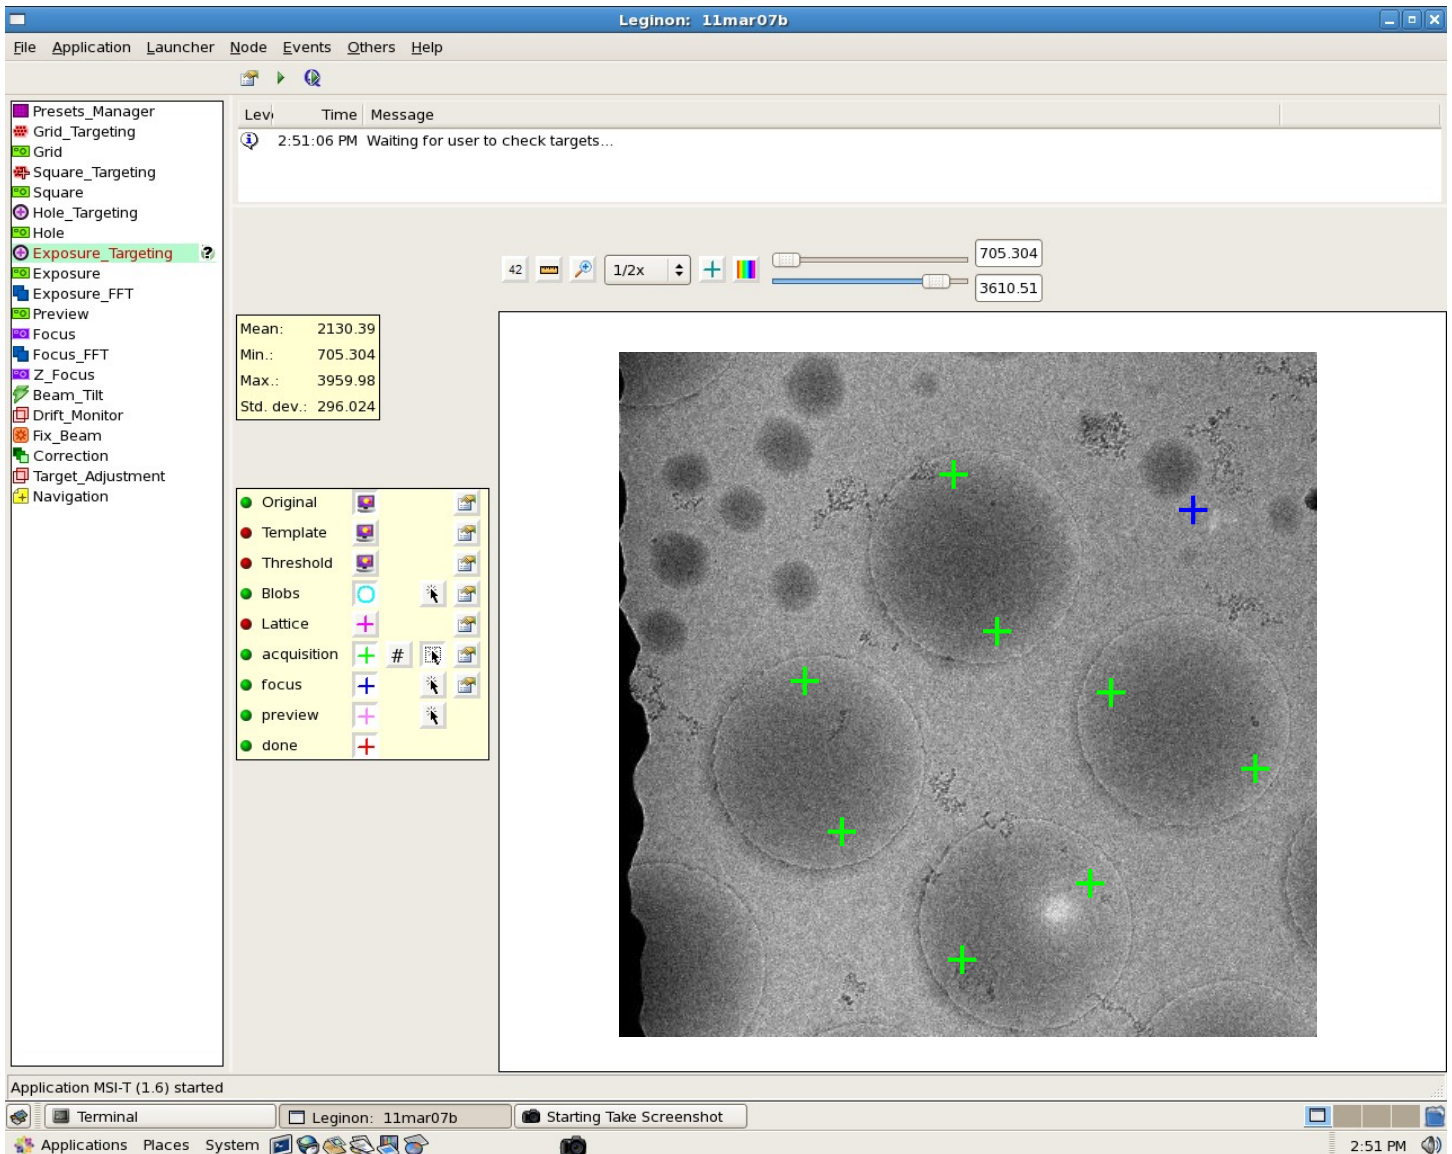 Leginon: 11mar07b
File Application Launcher Node Events Others Help
Presets_Manager
Grid_Targeting
Grid
Square_Targeting
Square
Hole_Targeting
Hole
Exposure_Targeting ?
Exposure
Exposure_FFT
Preview
Focus
Focus_FFT
Z_Focus
Beam_Tilt
Drift_Monitor
Fix_Beam
Correction
Target_Adjustment
Navigation
Leve Time Message
2:51:06 PM Waiting for user to check targets...
42 1/2x 705.304
3610.51
Mean: 2130.39
Min.: 705.304
Max.: 3959.98
Std. dev.: 296.024
Original
Template
Threshold
Blobs
Lattice
acquisition #
focus
preview
done
Application MSI-T (1.6) started
Terminal Leginon: 11mar07b Starting Take Screenshot
Applications Places System 2:51 PM